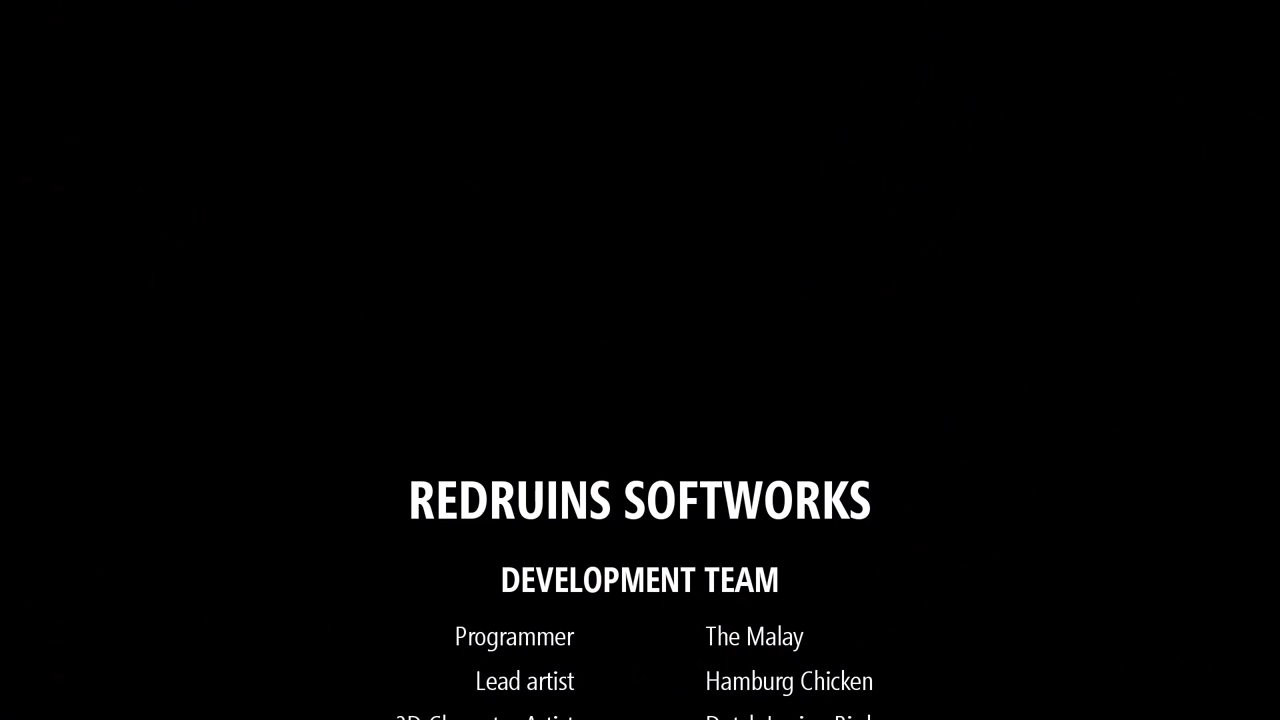 REDRUINS SOFTWORKS
DEVELOPMENT TEAM
Programmer The Malay
Lead artist Hamburg Chicken